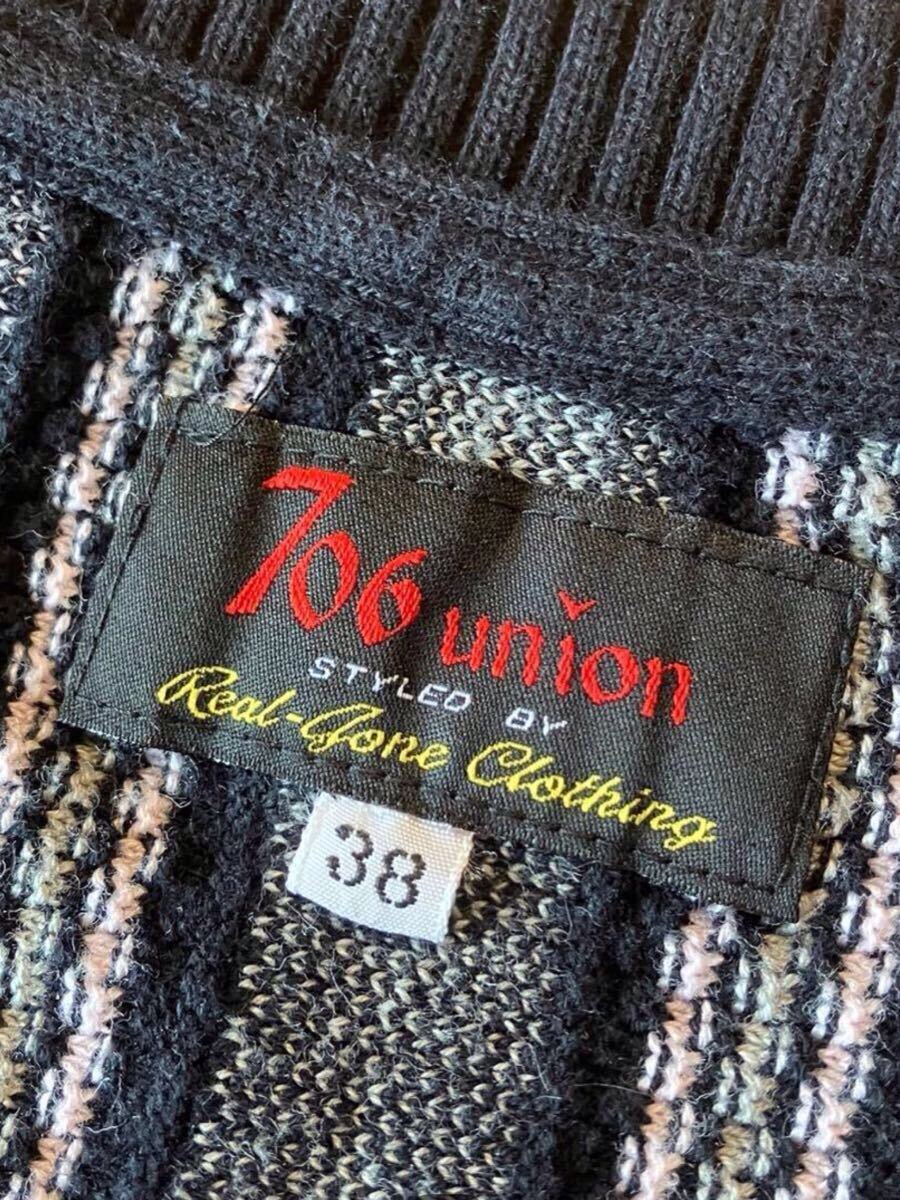 706 union
STYLED BY
Real-Gone Clothing
38